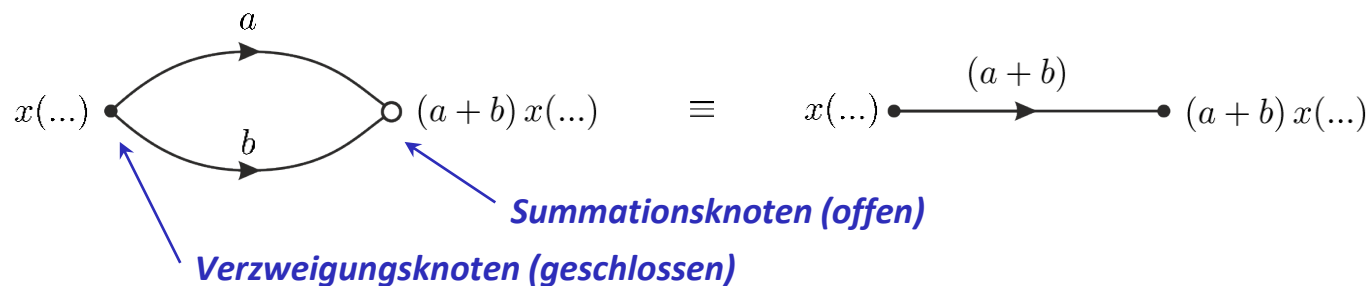 a
(a + b)
x(...) (a + b) x(...) ≡ x(...) (a + b) x(...)
b
Summationsknoten (offen)
Verzweigungsknoten (geschlossen)